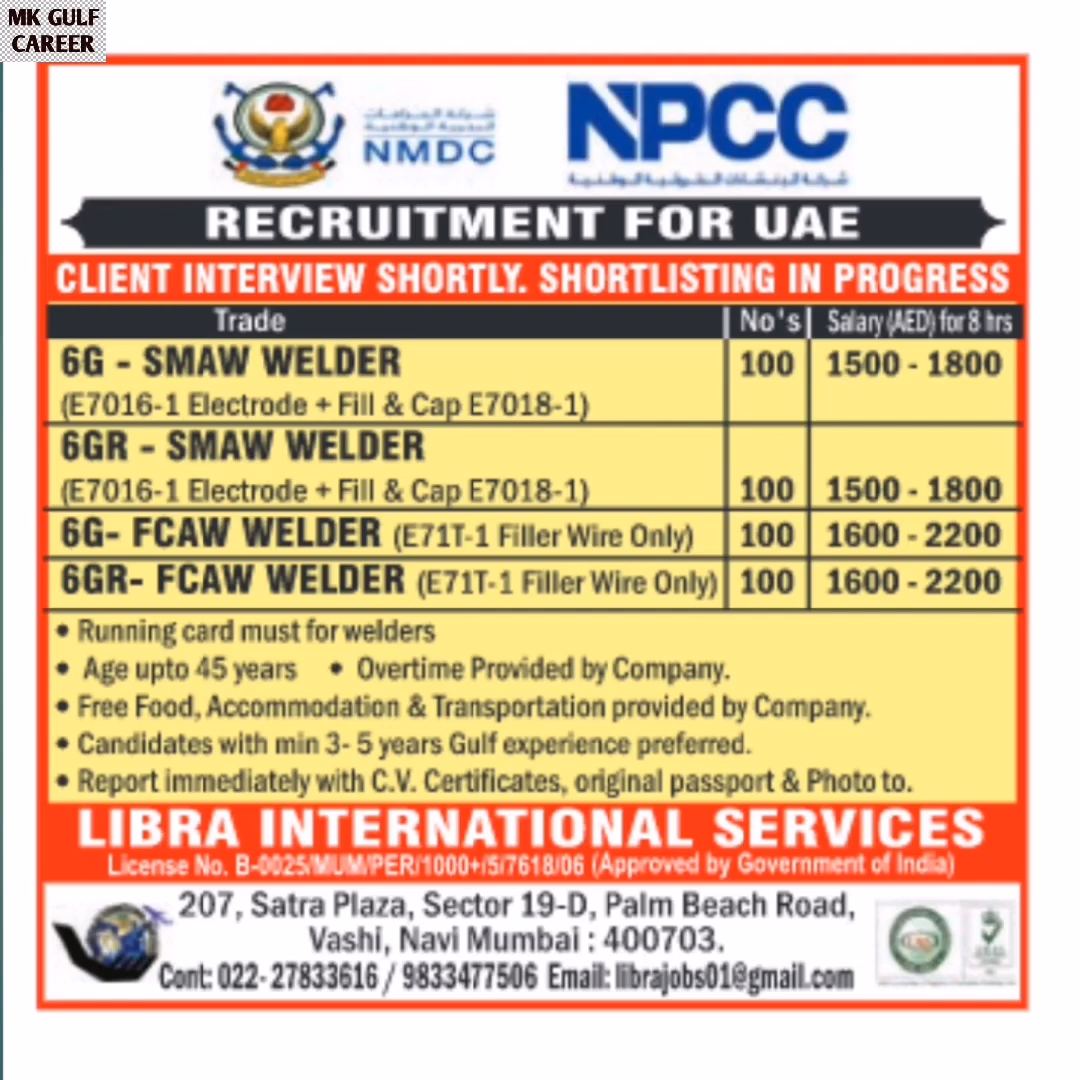 MK GULF
CAREER
NMDC
NPCC
RECRUITMENT FOR UAE
CLIENT INTERVIEW SHORTLY. SHORTLISTING IN PROGRESS
Trade No's Salary (AED) for 8 hrs
6G - SMAW WELDER 100 1500 - 1800
(E7016-1 Electrode + Fill & Cap E7018-1)
6GR - SMAW WELDER
(E7016-1 Electrode + Fill & Cap E7018-1) 100 1500 - 1800
6G- FCAW WELDER (E71T-1 Filler Wire Only) 100 1600 - 2200
6GR- FCAW WELDER (E71T-1 Filler Wire Only) 100 1600 - 2200
• Running card must for welders
• Age upto 45 years • Overtime Provided by Company.
• Free Food, Accommodation & Transportation provided by Company.
• Candidates with min 3- 5 years Gulf experience preferred.
• Report immediately with C.V. Certificates, original passport & Photo to.
LIBRA INTERNATIONAL SERVICES
License No. B-0025/MUM/PER/1000+/5/7618/06 (Approved by Government of India)
207, Satra Plaza, Sector 19-D, Palm Beach Road,
Vashi, Navi Mumbai : 400703.
Cont: 022- 27833616 / 9833477506 Email: librajobs01@gmail.com